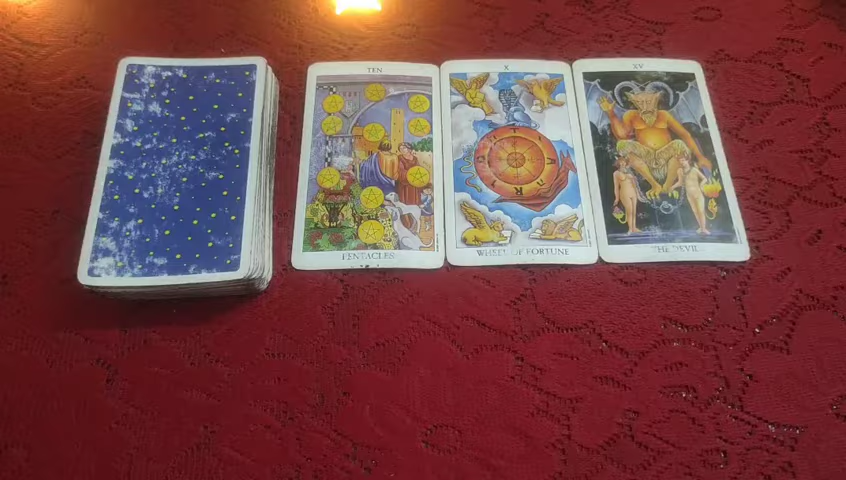 TEN
PENTACLES
X
WHEEL OF FORTUNE
XV
THE DEVIL